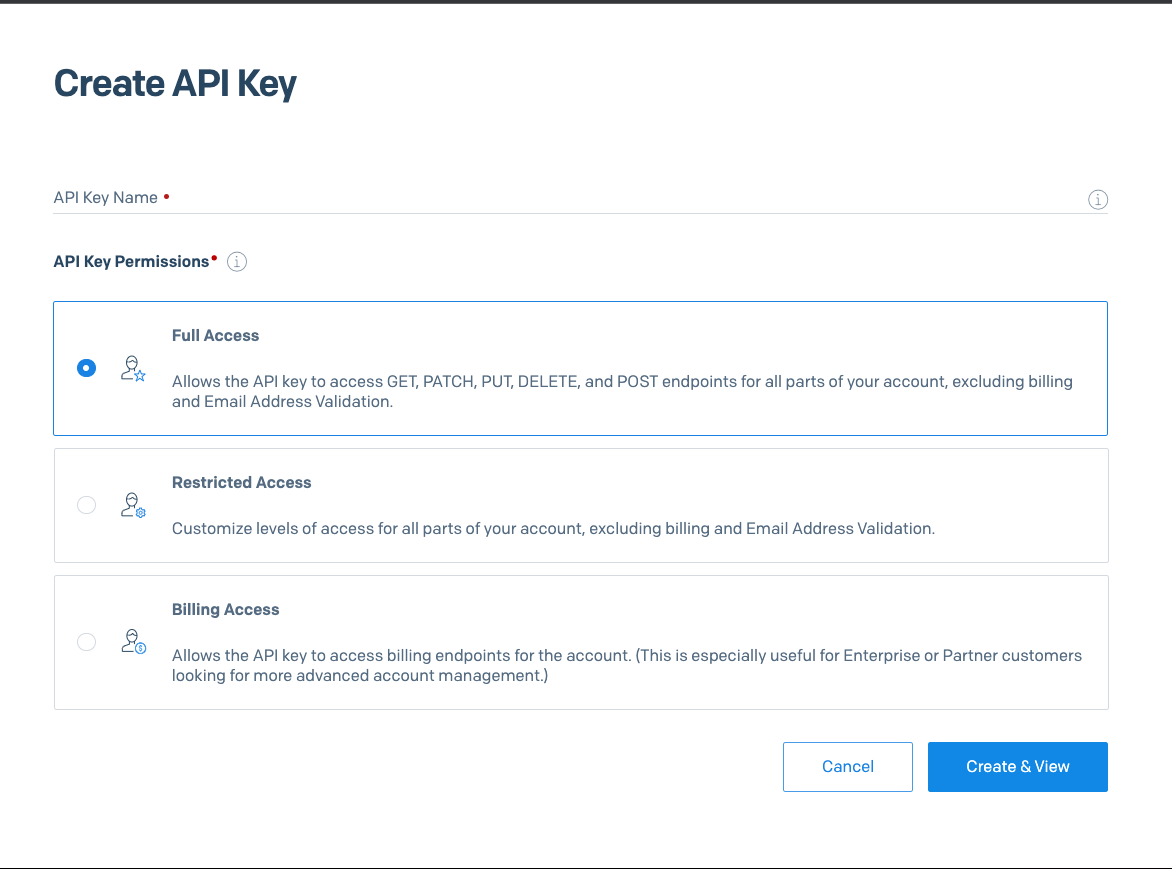 Create API Key
API Key Name
API Key Permissions
Full Access
Allows the API key to access GET, PATCH, PUT, DELETE, and POST endpoints for all parts of your account, excluding billing
and Email Address Validation.
Restricted Access
Customize levels of access for all parts of your account, excluding billing and Email Address Validation.
Billing Access
Allows the API key to access billing endpoints for the account. (This is especially useful for Enterprise or Partner customers
looking for more advanced account management.)
Cancel
Create & View